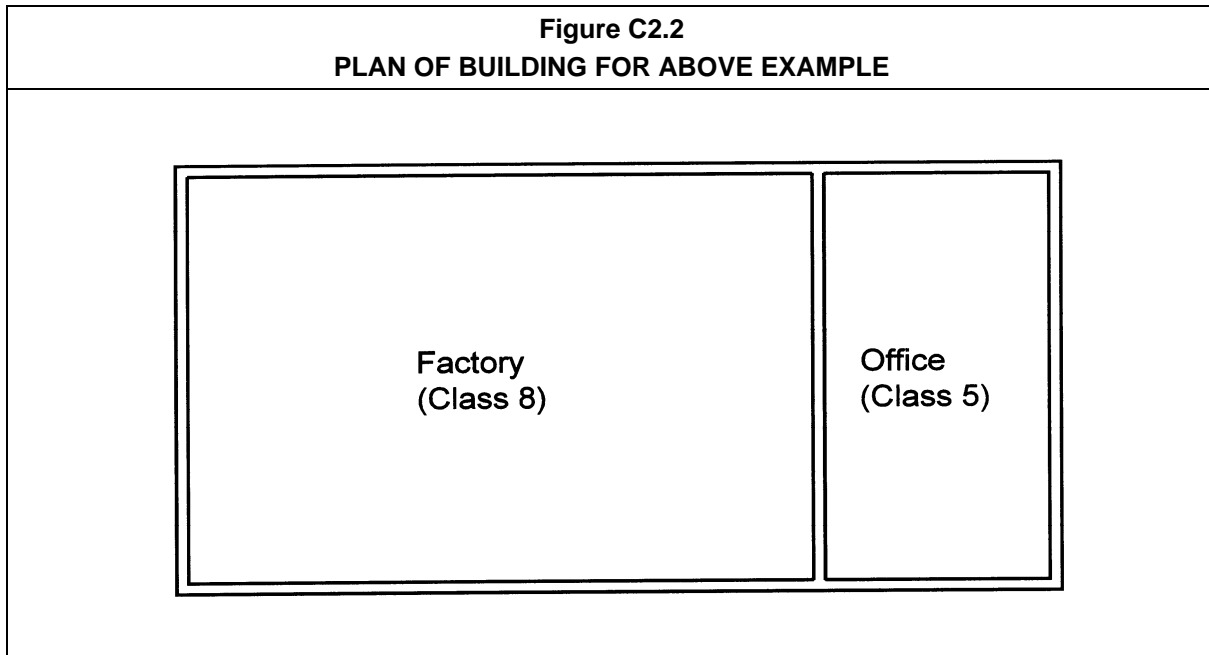 Figure C2.2
PLAN OF BUILDING FOR ABOVE EXAMPLE
Factory
(Class 8)
Office
(Class 5)